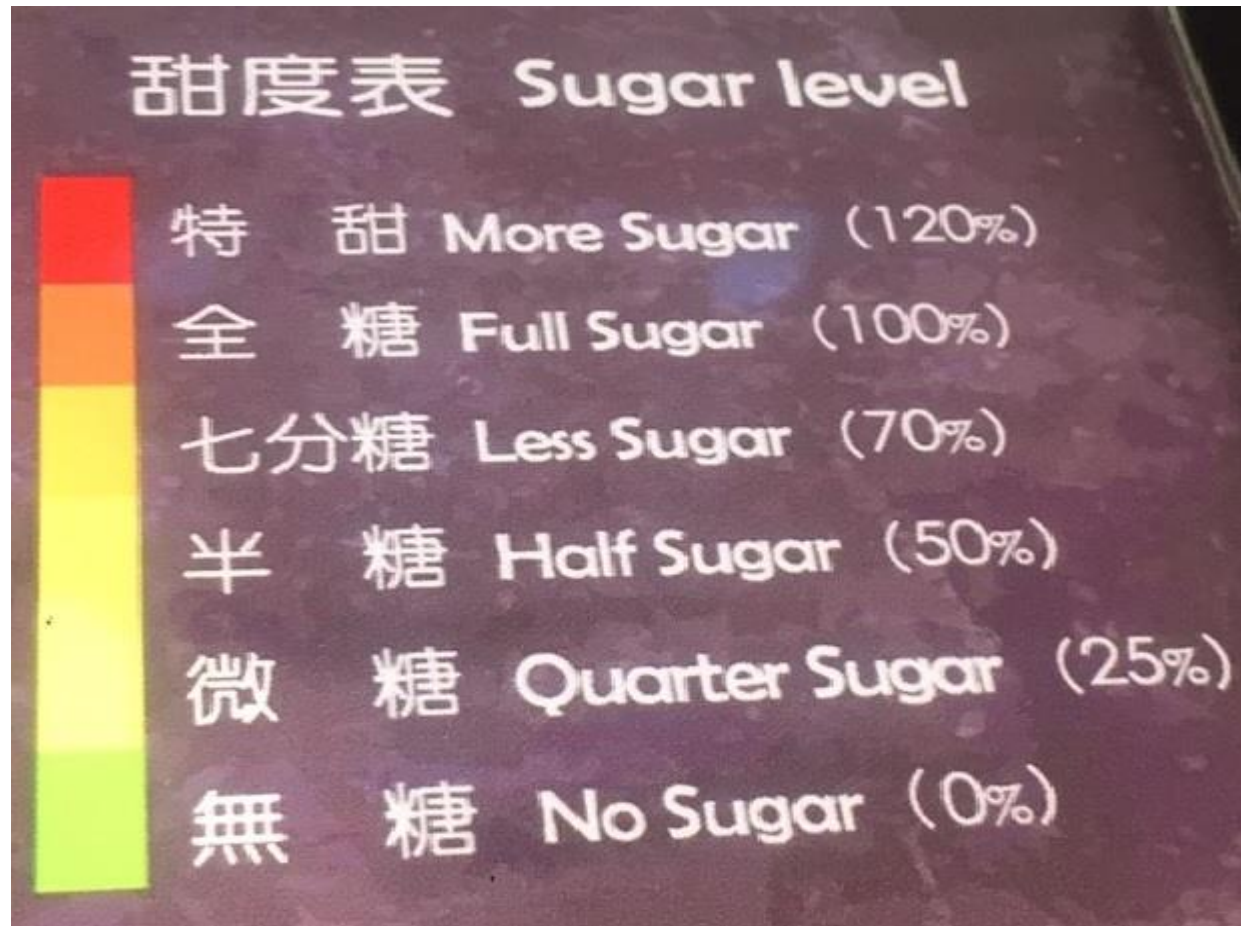 甜度表 Sugar level
特 甜 More Sugar (120%)
全 糖 Full Sugar (100%)
七分糖 Less Sugar (70%)
半 糖 Half Sugar (50%)
微 糖 Quarter Sugar (25%)
無 糖 No Sugar (0%)